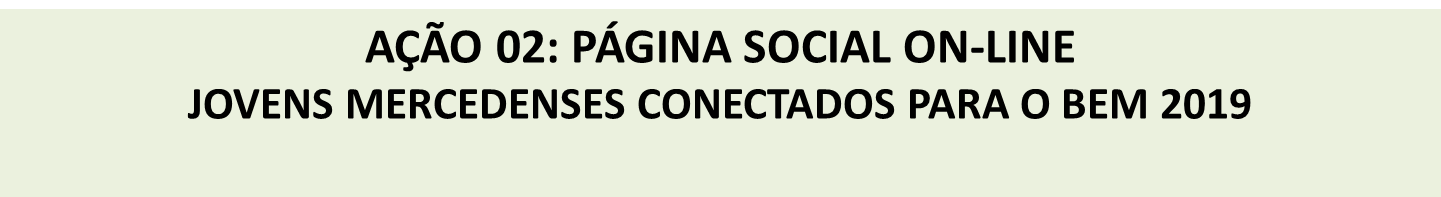 AÇÃO 02: PÁGINA SOCIAL ON-LINE
JOVENS MERCEDENSES CONECTADOS PARA O BEM 2019